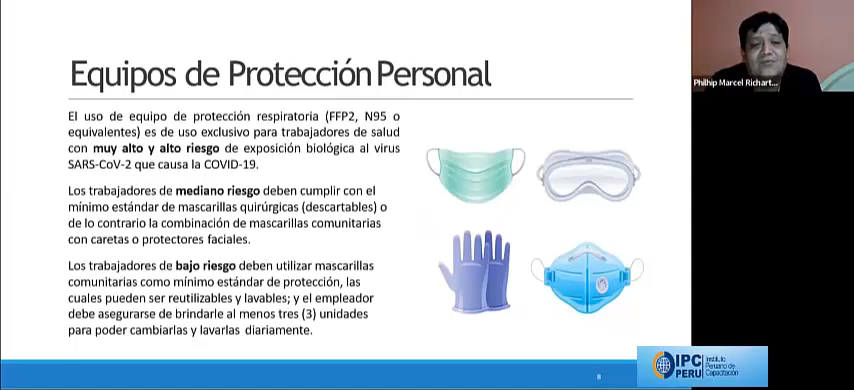 Equipos de Protección Personal
El uso de equipo de protección respiratoria (FFP2, N95 o
equivalentes) es de uso exclusivo para trabajadores de salud
con muy alto y alto riesgo de exposición biológica al virus
SARS-CoV-2 que causa la COVID-19.
Los trabajadores de mediano riesgo deben cumplir con el
mínimo estándar de mascarillas quirúrgicas (descartables) o
de lo contrario la combinación de mascarillas comunitarias
con caretas o protectores faciales.
Los trabajadores de bajo riesgo deben utilizar mascarillas
comunitarias como mínimo estándar de protección, las
cuales pueden ser reutilizables y lavables; y el empleador
debe asegurarse de brindarle al menos tres (3) unidades
para poder cambiarlas y lavarlas diariamente.
8
Philhip Marcel Richart...
IPC
PERU
Instituto
Peruano de
Capacitación